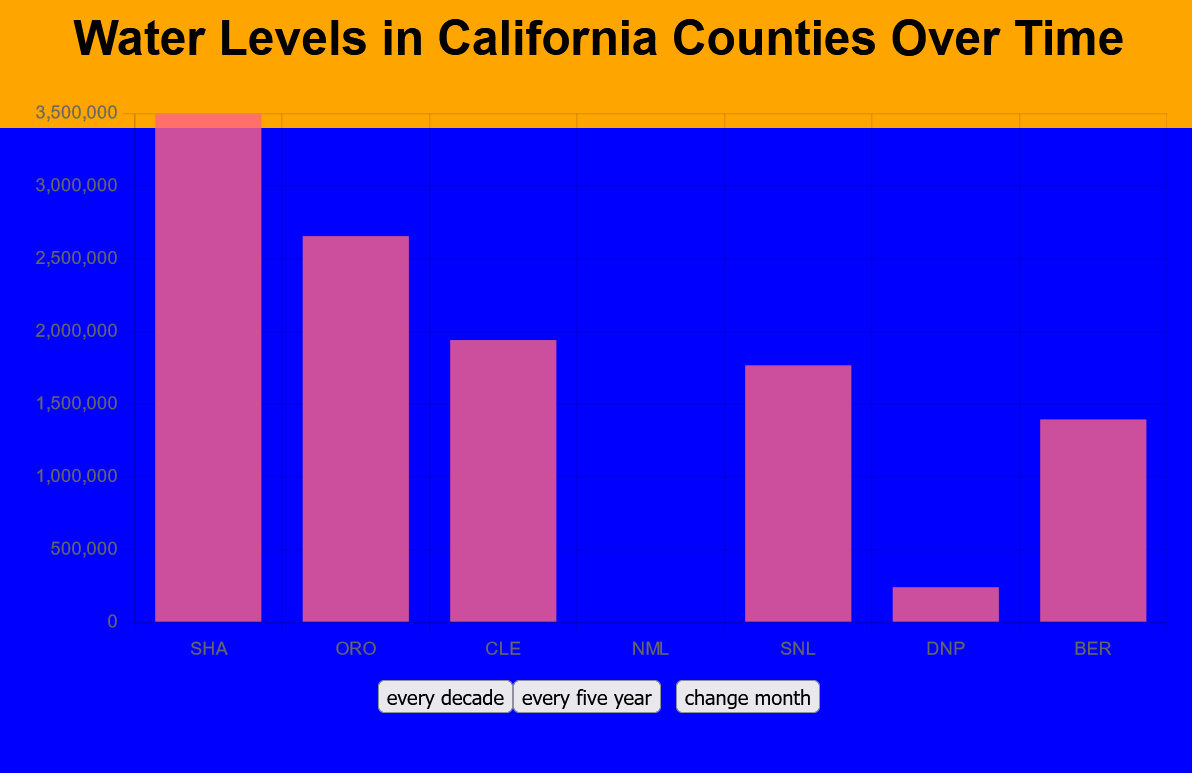 Water Levels in California Counties Over Time
3,500,000
3,000,000
2,500,000
2,000,000
1,500,000
1,000,000
500,000
0
SHA ORO CLE NML SNL DNP BER
every decade every five year change month